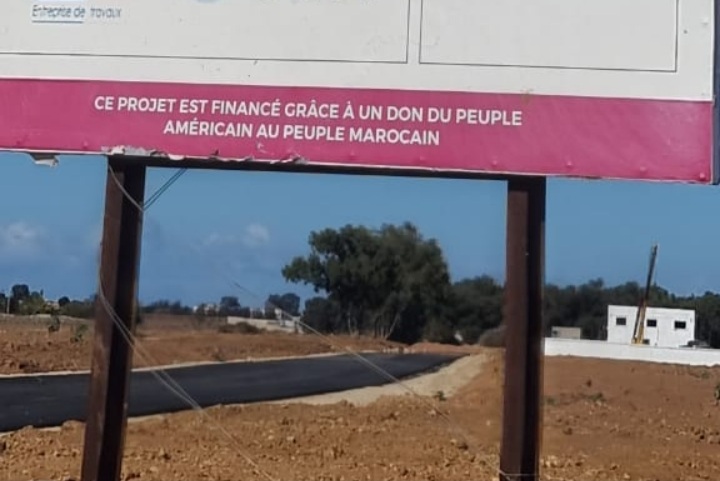 Entreprise de travaux
CE PROJET EST FINANCÉ GRÂCE À UN DON DU PEUPLE
AMÉRICAIN AU PEUPLE MAROCAIN